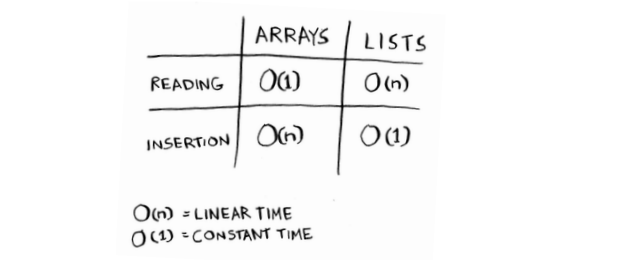 ARRAYS LISTS
READING O(1) O(n)
INSERTION O(n) O(1)
O(n) = LINEAR TIME
O(1) = CONSTANT TIME